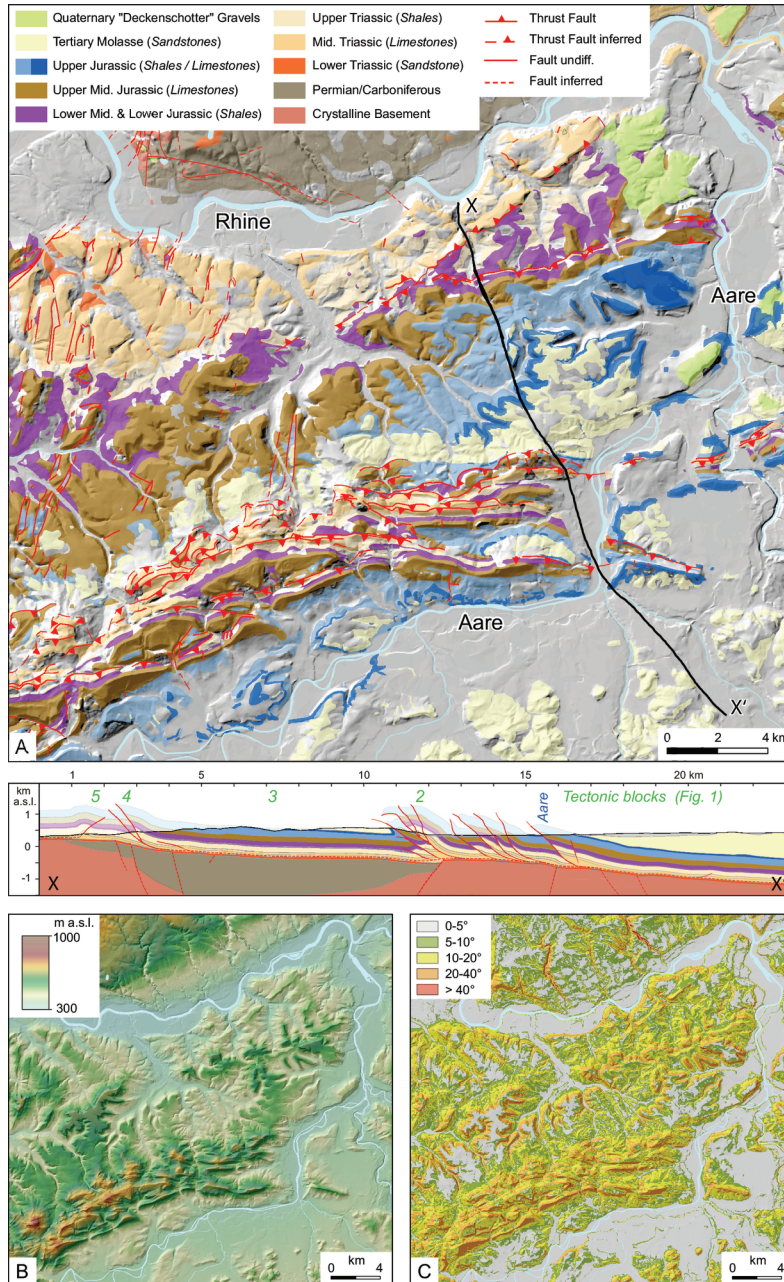 Quaternary "Deckenschotter" Gravels
Tertiary Molasse (Sandstones)
Upper Jurassic (Shales / Limestones)
Upper Mid. Jurassic (Limestones)
Lower Mid. & Lower Jurassic (Shales)
Upper Triassic (Shales)
Mid. Triassic (Limestones)
Lower Triassic (Sandstone)
Permian/Carboniferous
Crystalline Basement
Thrust Fault
Thrust Fault inferred
Fault undiff.
Fault inferred
X
Rhine
Aare
Aare
X'
A
0 2 4 km
1 5 10 15 20 km
km
a.s.l.
5 4 3 2 Aare Tectonic blocks (Fig. 1)
1
0
-1
X X'
m a.s.l.
1000
300
B
km
0 4
0-5°
5-10°
10-20°
20-40°
> 40°
C
km
0 4